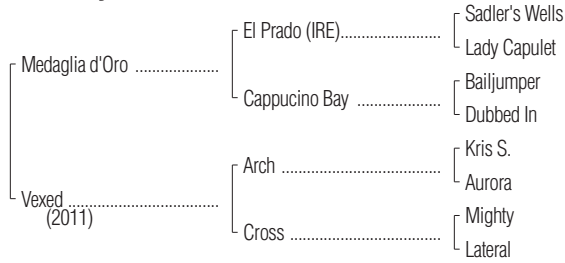 Sadler's Wells
El Prado (IRE)....................
Lady Capulet
Medaglia d'Oro .................
Bailjumper
Cappucino Bay .................
Dubbed In
Kris S.
Arch ................................
Aurora
Vexed ...............................
(2011)
Mighty
Cross ..............................
Lateral